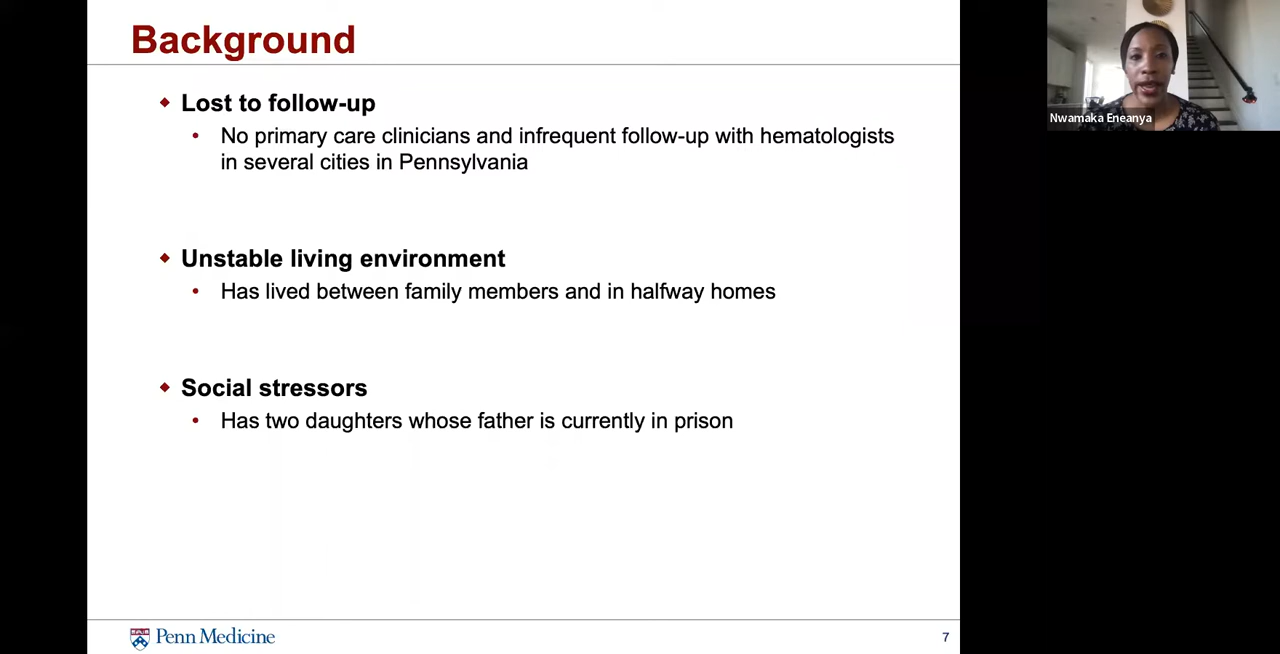 Background
Lost to follow-up
No primary care clinicians and infrequent follow-up with hematologists
in several cities in Pennsylvania
Unstable living environment
Has lived between family members and in halfway homes
Social stressors
Has two daughters whose father is currently in prison
Penn Medicine
7
Nwamaka Eneanya